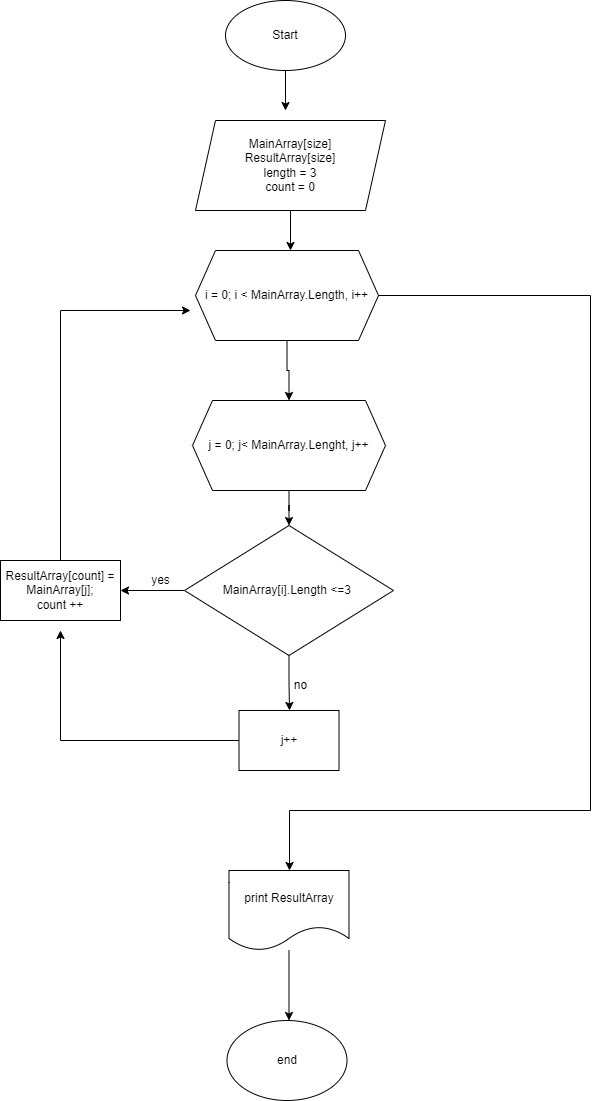 Start
MainArray[size]
ResultArray[size]
length = 3
count = 0
i = 0; i < MainArray.Length, i++
j = 0; j< MainArray.Lenght, j++
MainArray[i].Length <=3
yes
ResultArray[count] =
MainArray[j];
count ++
no
j++
print ResultArray
end